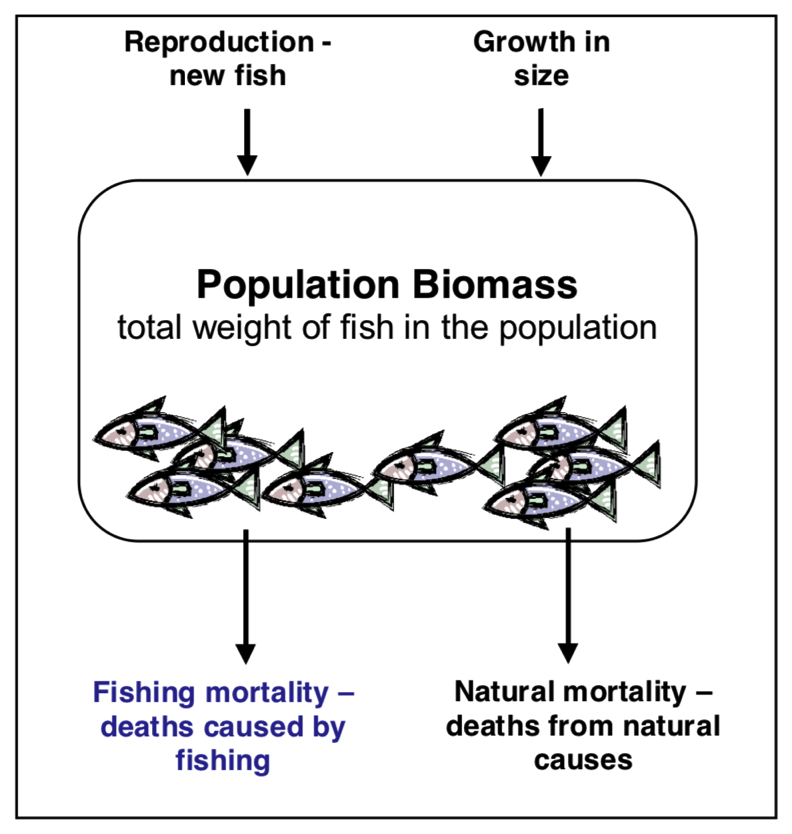 Reproduction -
new fish
Growth in
size
Population Biomass
total weight of fish in the population
Fishing mortality –
deaths caused by
fishing
Natural mortality –
deaths from natural
causes